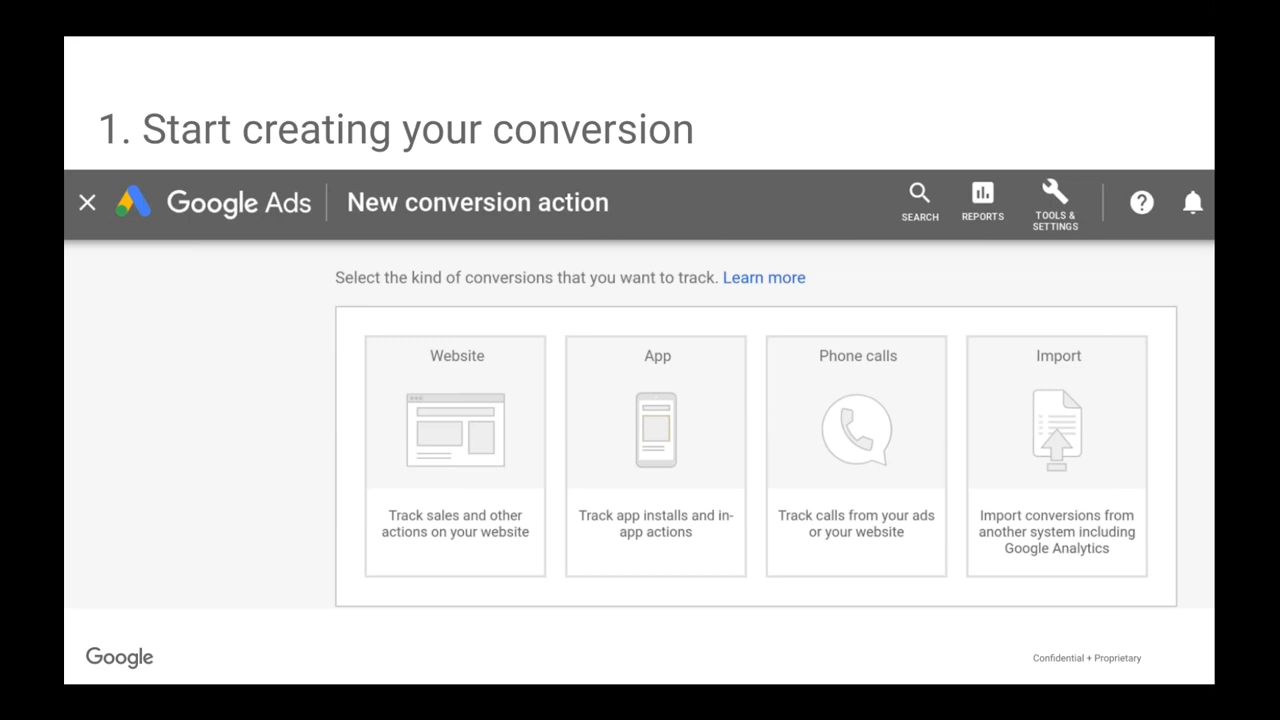 1. Start creating your conversion
Google Ads
New conversion action
SEARCH
REPORTS
TOOLS &
SETTINGS
Select the kind of conversions that you want to track. Learn more
Website
App
Phone calls
Import
Track sales and other
actions on your website
Track app installs and in-
app actions
Track calls from your ads
or your website
Import conversions from
another system including
Google Analytics
Google
Confidential + Proprietary